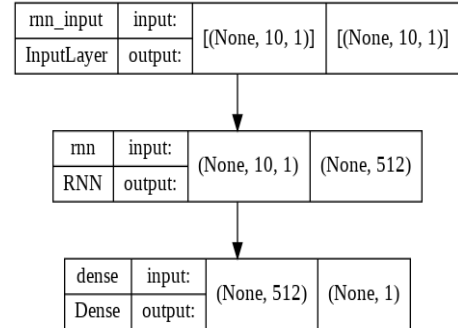 rnn_input input: [(None, 10, 1)] [(None, 10, 1)]
InputLayer output:
rnn input: (None, 10, 1) (None, 512)
RNN output:
dense input: (None, 512) (None, 1)
Dense output: